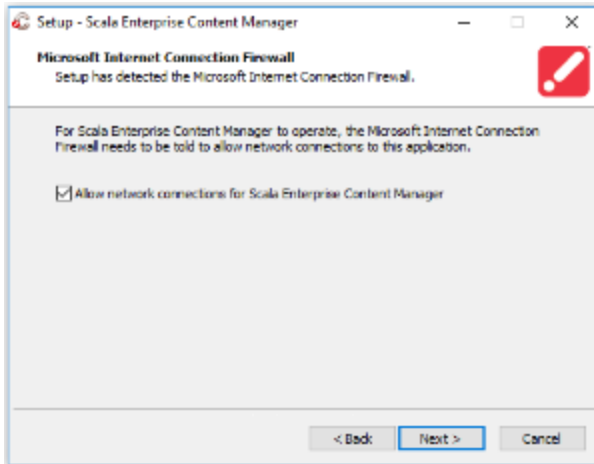 Setup - Scala Enterprise Content Manager
Microsoft Internet Connection Firewall
Setup has detected the Microsoft Internet Connection Firewall.
For Scala Enterprise Content Manager to operate, the Microsoft Internet Connection
Firewall needs to be told to allow network connections to this application.
Allow network connections for Scala Enterprise Content Manager
< Back
Next >
Cancel